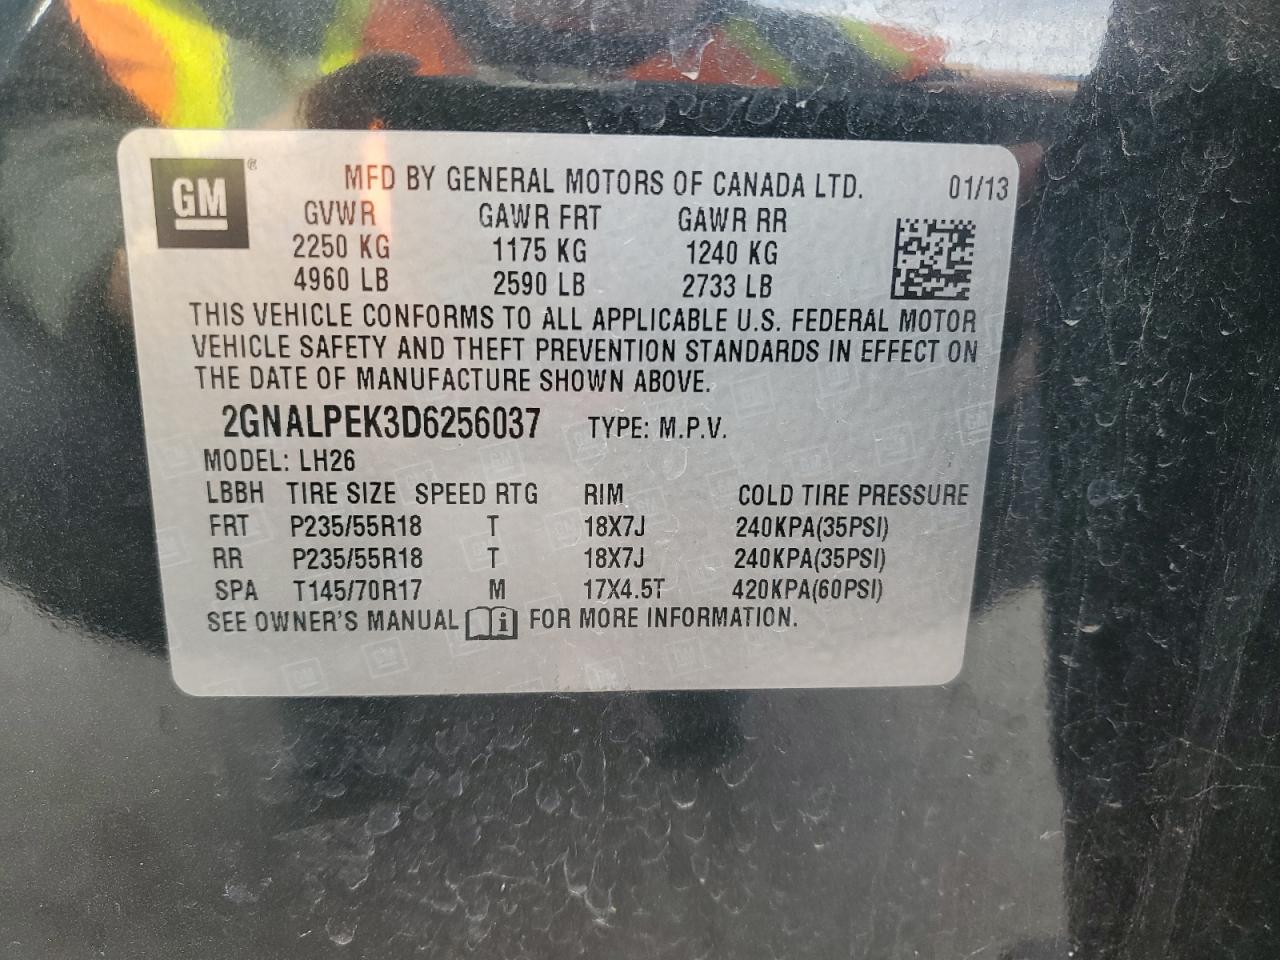 GM ®
MFD BY GENERAL MOTORS OF CANADA LTD. 01/13
GVWR GAWR FRT GAWR RR
2250 KG 1175 KG 1240 KG
4960 LB 2590 LB 2733 LB
THIS VEHICLE CONFORMS TO ALL APPLICABLE U.S. FEDERAL MOTOR
VEHICLE SAFETY AND THEFT PREVENTION STANDARDS IN EFFECT ON
THE DATE OF MANUFACTURE SHOWN ABOVE.
2GNALPEK3D6256037 TYPE: M.P.V.
MODEL: LH26
LBBH TIRE SIZE SPEED RTG RIM COLD TIRE PRESSURE
FRT P235/55R18 T 18X7J 240KPA(35PSI)
RR P235/55R18 T 18X7J 240KPA(35PSI)
SPA T145/70R17 M 17X4.5T 420KPA(60PSI)
SEE OWNER'S MANUAL i FOR MORE INFORMATION.